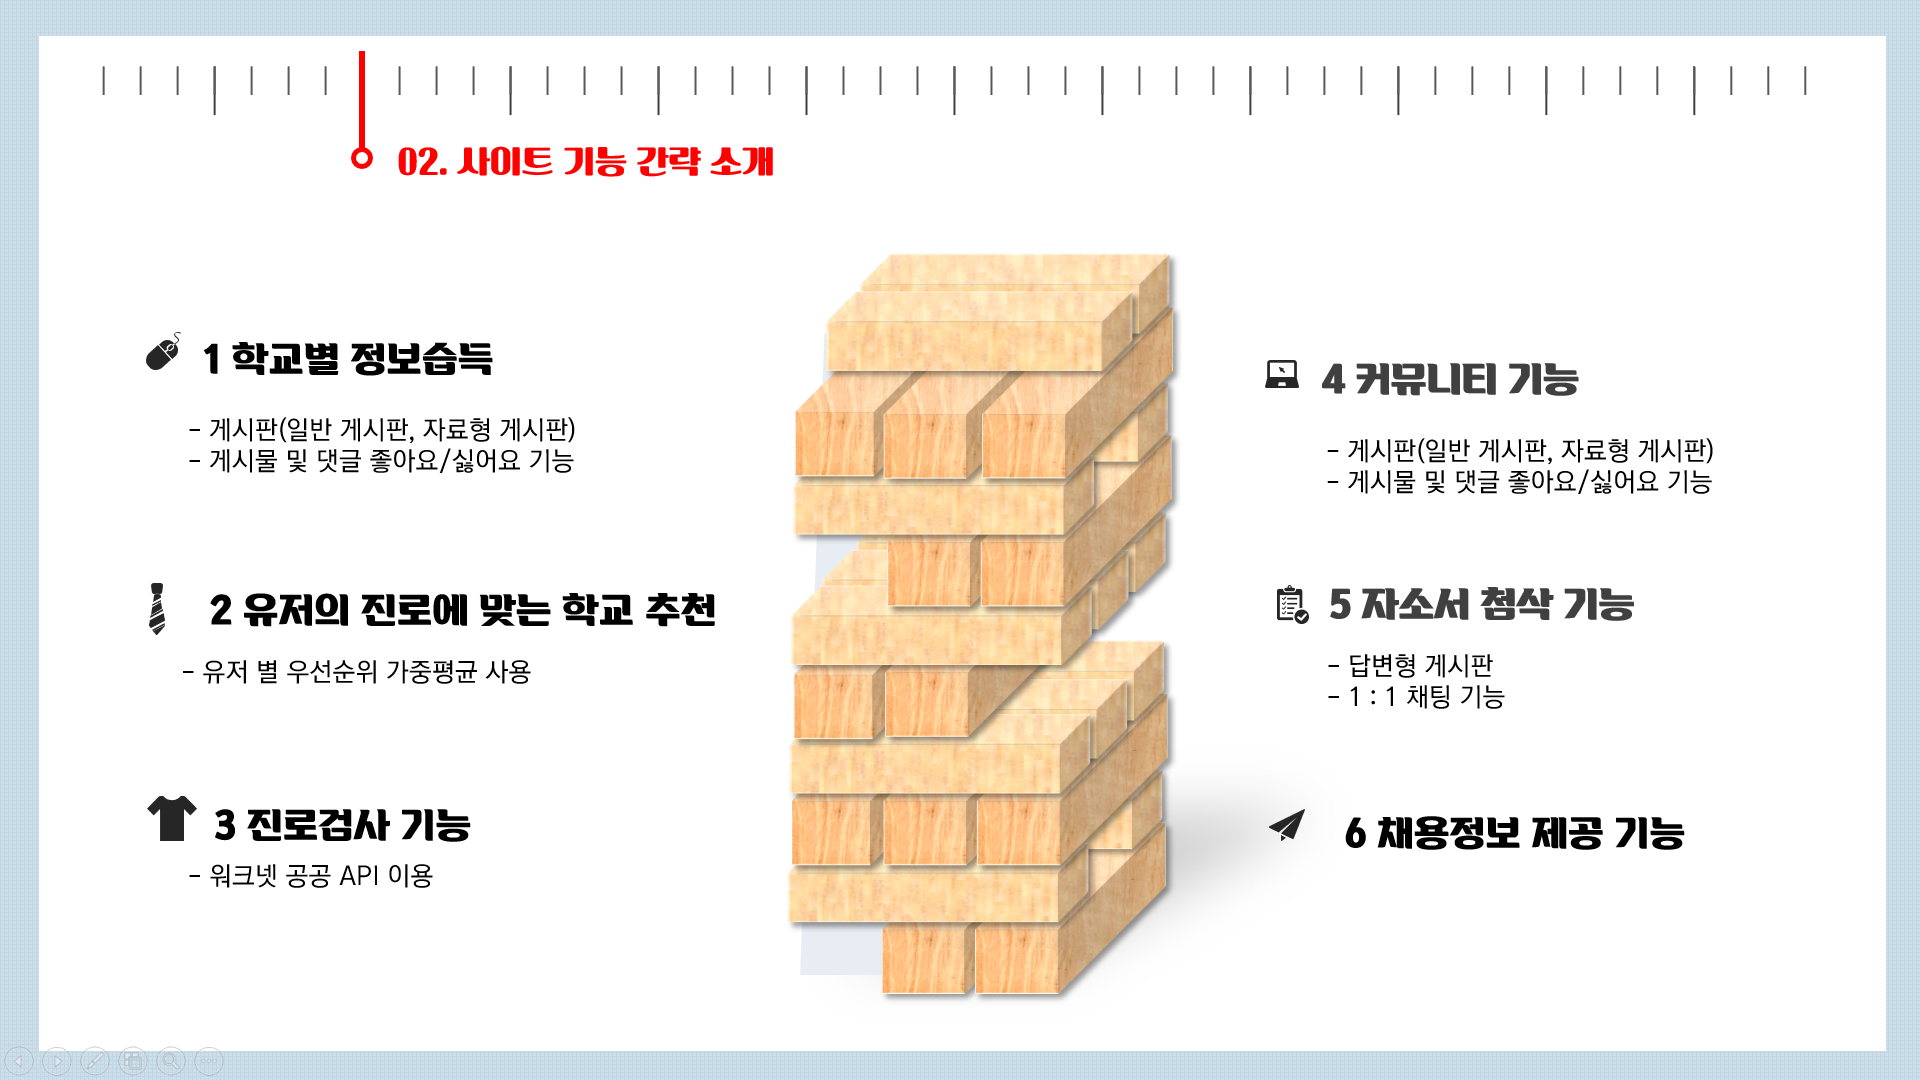 02. 사이트 기능 간략 소개
1 학교별 정보습득
- 게시판(일반 게시판, 자료형 게시판)
- 게시물 및 댓글 좋아요/싫어요 기능
2 유저의 진로에 맞는 학교 추천
- 유저 별 우선순위 가중평균 사용
3 진로검사 기능
- 워크넷 공공 API 이용
4 커뮤니티 기능
- 게시판(일반 게시판, 자료형 게시판)
- 게시물 및 댓글 좋아요/싫어요 기능
5 자소서 첨삭 기능
- 답변형 게시판
- 1 : 1 채팅 기능
6 채용정보 제공 기능